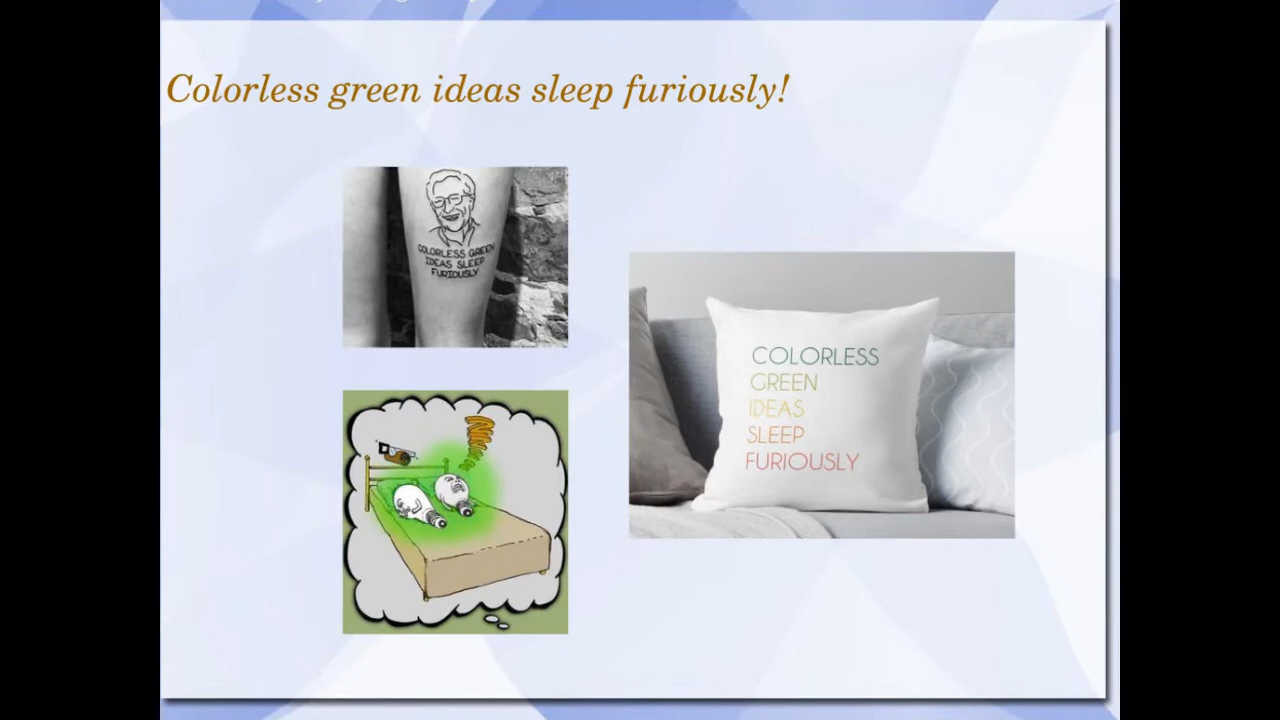 Colorless green ideas sleep furiously!
COLORLESS GREEN
IDEAS SLEEP
FURIOUSLY
COLORLESS
GREEN
IDEAS
SLEEP
FURIOUSLY